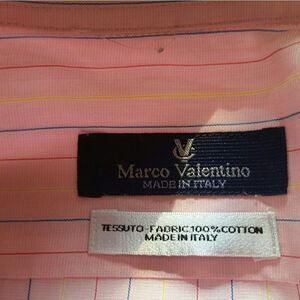 Marco Valentino
MADE IN ITALY
TESSUTO-FABRIC 100% COTTON
MADE IN ITALY